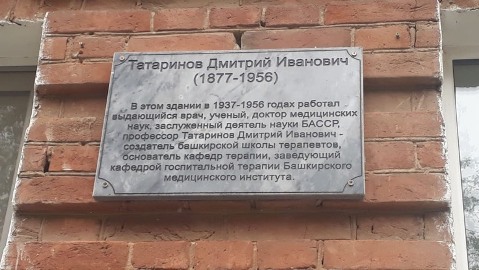 Татаринов Дмитрий Иванович
(1877-1956)
В этом здании в 1937-1956 годах работал
выдающийся врач, ученый, доктор медицинских
наук, заслуженный деятель науки БАССР,
профессор Татаринов Дмитрий Иванович -
создатель башкирской школы терапевтов,
основатель кафедр терапии, заведующий
кафедрой госпитальной терапии Башкирского
медицинского института.